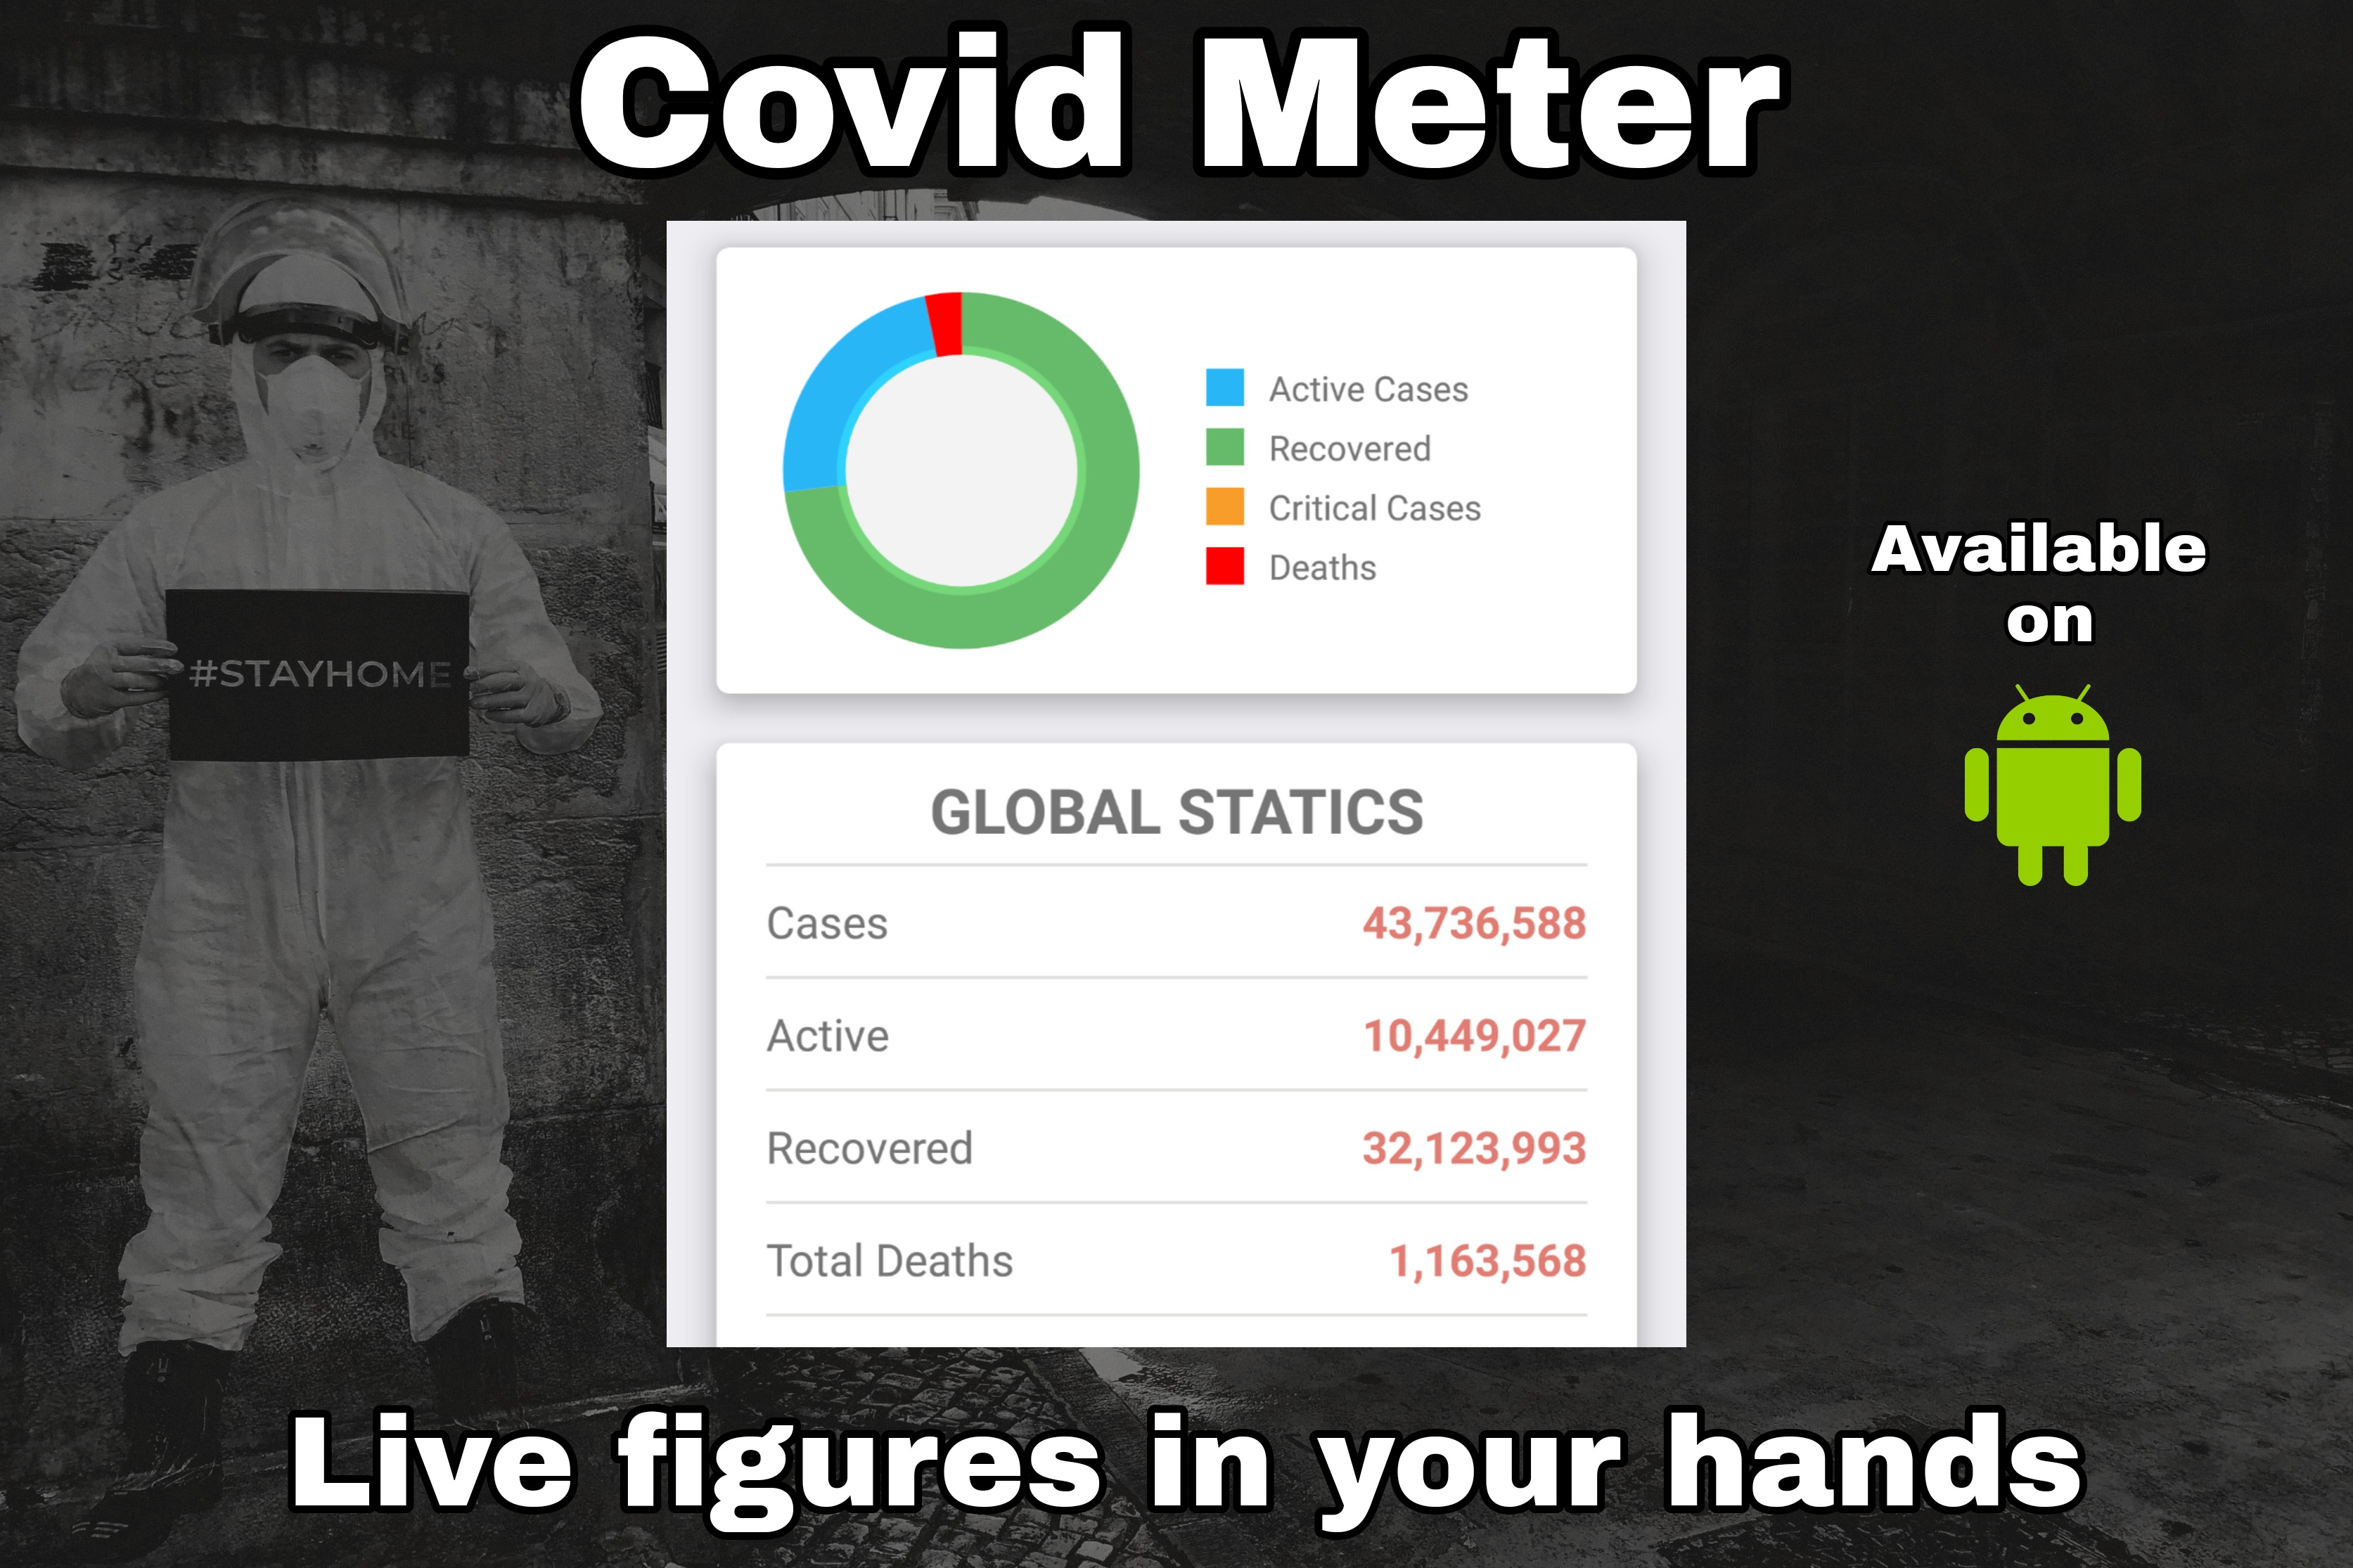 Covid Meter
Active Cases
Recovered
Critical Cases
Deaths
#STAYHOME
Available
on
GLOBAL STATICS
Cases 43,736,588
Active 10,449,027
Recovered 32,123,993
Total Deaths 1,163,568
Live figures in your hands